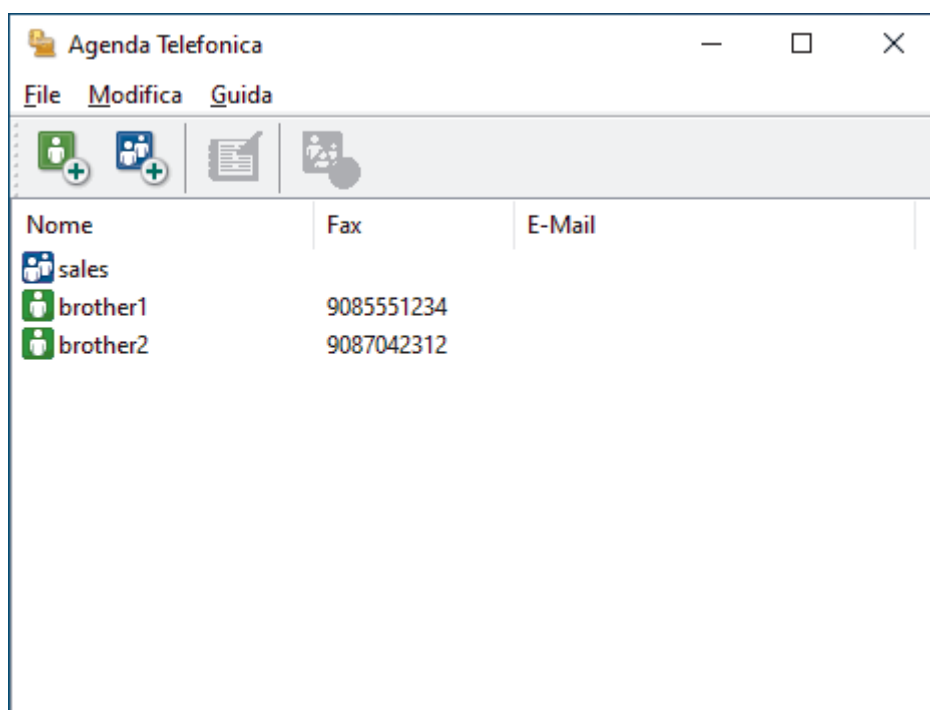 Agenda Telefonica
File Modifica Guida
Nome Fax E-Mail
sales
brother1 9085551234
brother2 9087042312